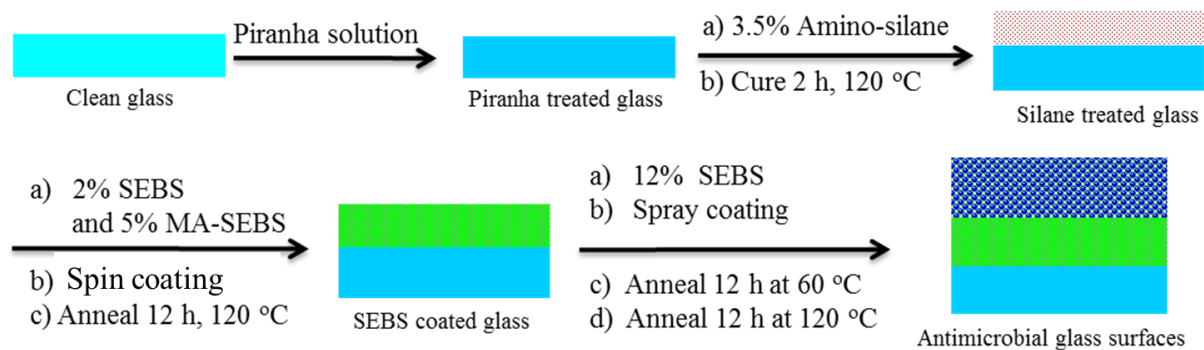 Piranha solution
Clean glass
Piranha treated glass
a) 3.5% Amino-silane
b) Cure 2 h, 120 °C
Silane treated glass
a) 2% SEBS
and 5% MA-SEBS
b) Spin coating
c) Anneal 12 h, 120 °C
SEBS coated glass
a) 12% SEBS
b) Spray coating
c) Anneal 12 h at 60 °C
d) Anneal 12 h at 120 °C
Antimicrobial glass surfaces